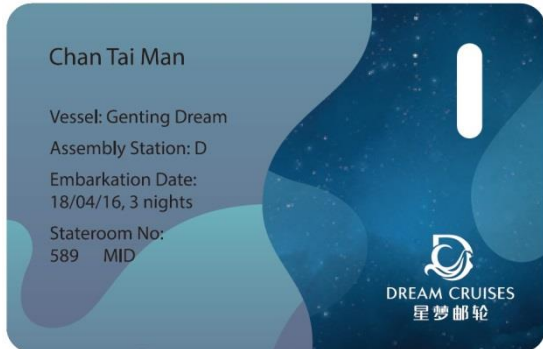 Chan Tai Man
Vessel: Genting Dream
Assembly Station: D
Embarkation Date:
18/04/16, 3 nights
Stateroom No:
589 MID
DREAM CRUISES
星梦邮轮